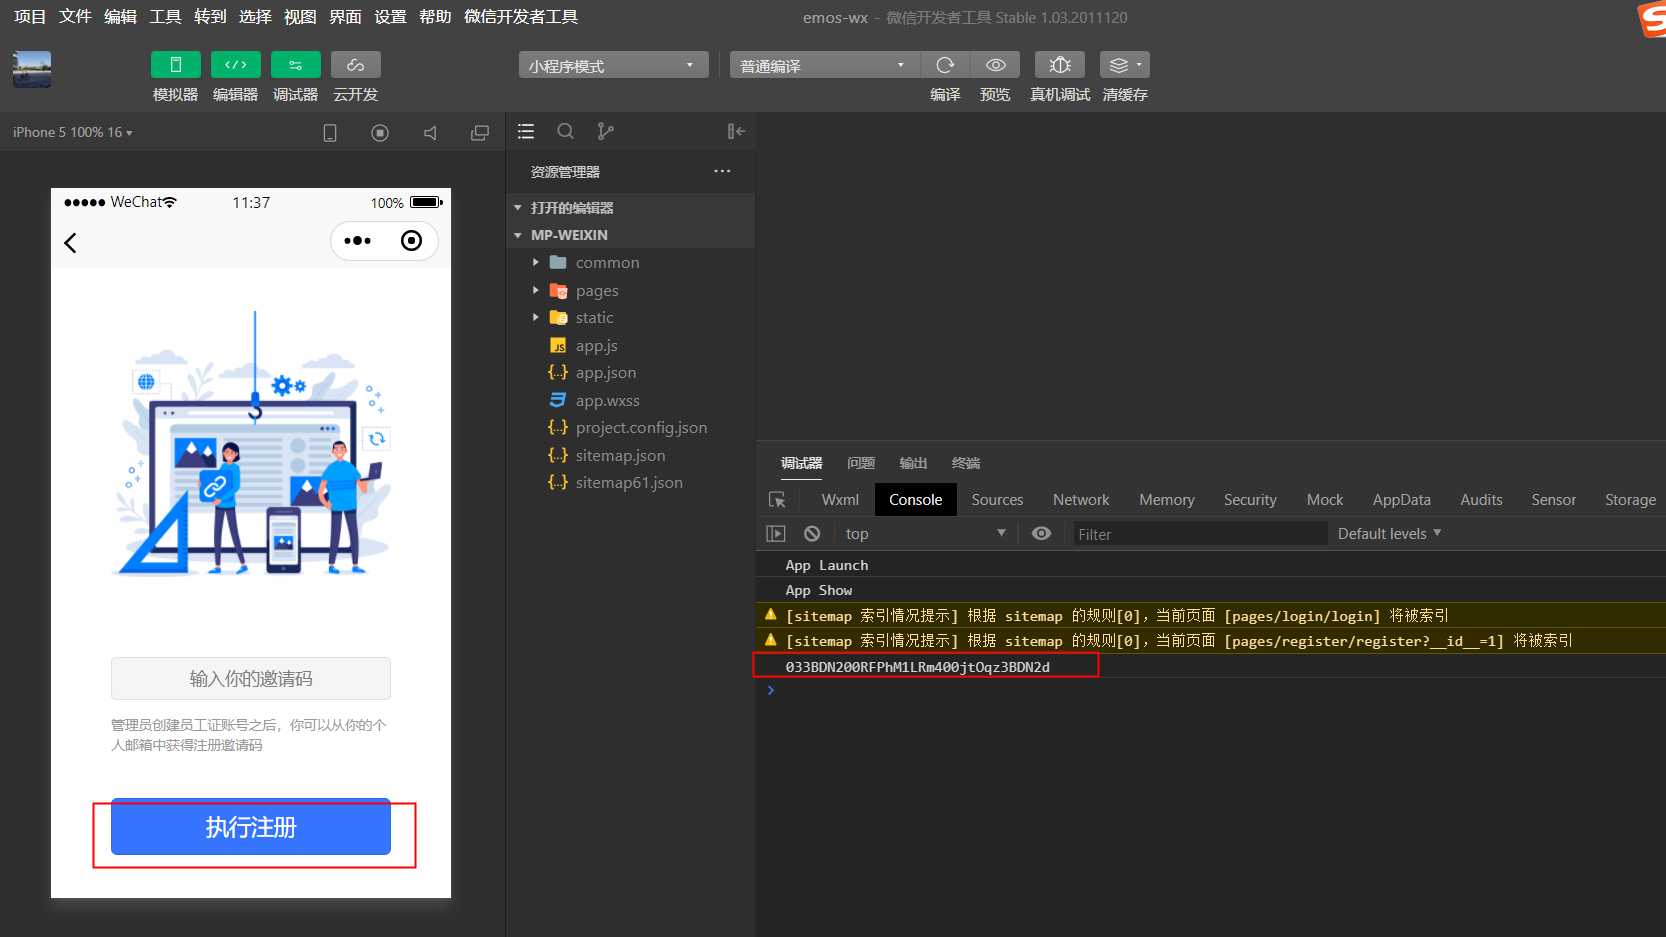 项目 文件 编辑 工具 转到 选择 视图 界面 设置 帮助 微信开发者工具
emos-wx - 微信开发者工具 Stable 1.03.2011120
小程序模式
普通编译
模拟器 编辑器 调试器 云开发
编译 预览 真机调试 清缓存
iPhone 5 100% 16
WeChat
11:37
100%
输入你的邀请码
管理员创建员工证账号之后，你可以从你的个
人邮箱中获得注册邀请码
执行注册
资源管理器
打开的编辑器
MP-WEIXIN
common
pages
static
JS app.js
{..} app.json
app.wxss
{..} project.config.json
{..} sitemap.json
{..} sitemap61.json
调试器 问题 输出 终端
Wxml Console Sources Network Memory Security Mock AppData Audits Sensor Storage
top
Filter
Default levels
App Launch
App Show
[sitemap 索引情况提示] 根据 sitemap 的规则[0]，当前页面 [pages/login/login] 将被索引
[sitemap 索引情况提示] 根据 sitemap 的规则[0]，当前页面 [pages/register/register?__id__=1] 将被索引
033BDN200RFPhM1LRm400jtOqz3BDN2d